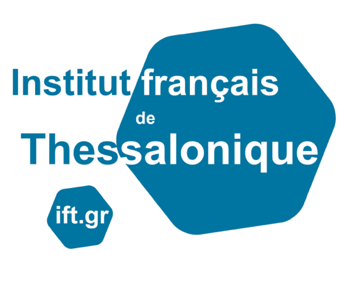 Institut français
de
Thessalonique
ift.gr